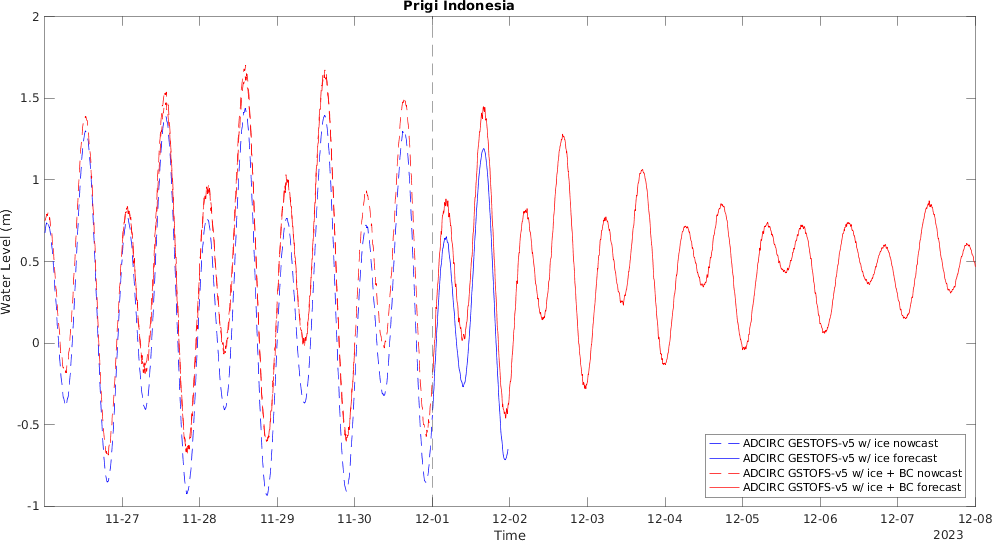 Prigi Indonesia
2
1.5
1
0.5
0
-0.5
-1
Water Level (m)
11-27 11-28 11-29 11-30 12-01 12-02 12-03 12-04 12-05 12-06 12-07 12-08
Time
2023
ADCIRC GESTOFS-v5 w/ ice nowcast
ADCIRC GESTOFS-v5 w/ ice forecast
ADCIRC GSTOFS-v5 w/ ice + BC nowcast
ADCIRC GSTOFS-v5 w/ ice + BC forecast